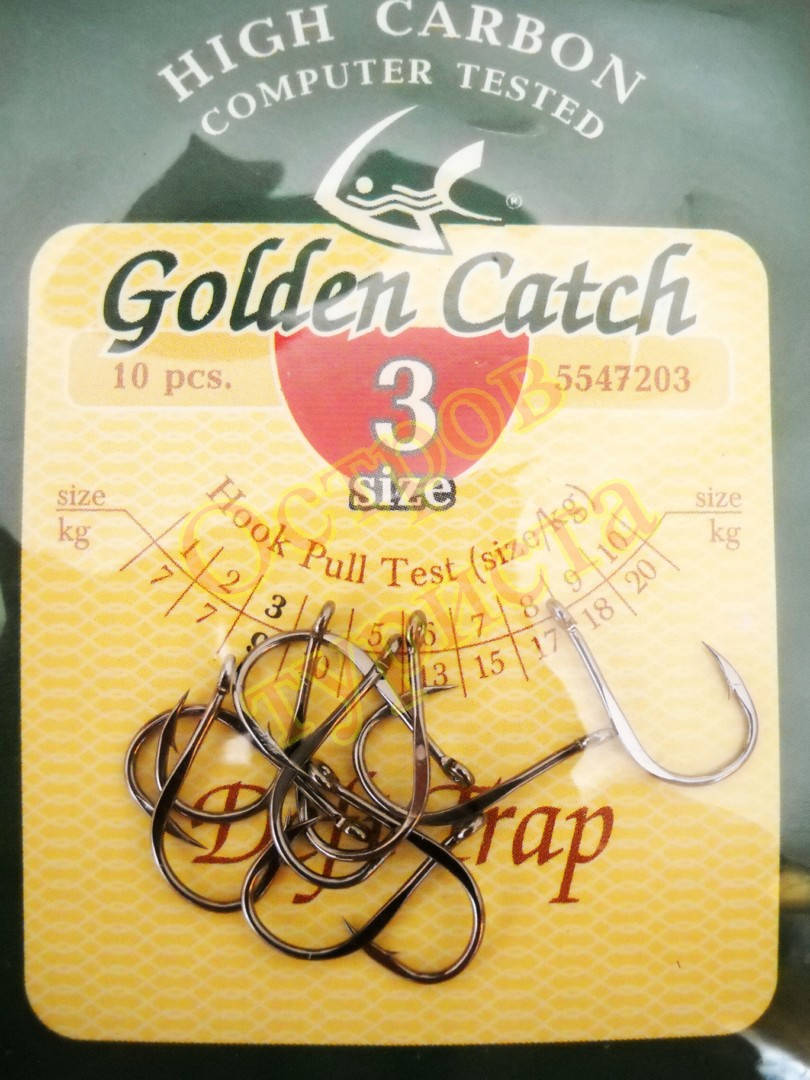 HIGH CARBON
COMPUTER TESTED
®
Golden Catch
10 pcs.
3
5547203
size
Остров
туриста
Hook Pull Test (size/kg)
size
size
kg
kg
1 2 3 5 6 7 8 9 10
7 7 9 13 15 17 18 20
Trap